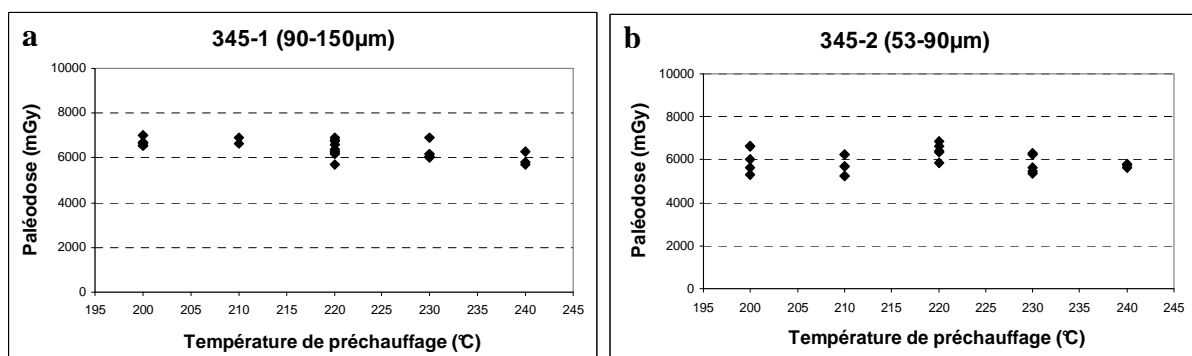 a
345-1 (90-150µm)
Paléodose (mGy)
10000
8000
6000
4000
2000
0
195 200 205 210 215 220 225 230 235 240 245
Température de préchauffage (°C)
b
345-2 (53-90µm)
Paléodose (mGy)
10000
8000
6000
4000
2000
0
195 200 205 210 215 220 225 230 235 240 245
Température de préchauffage (°C)